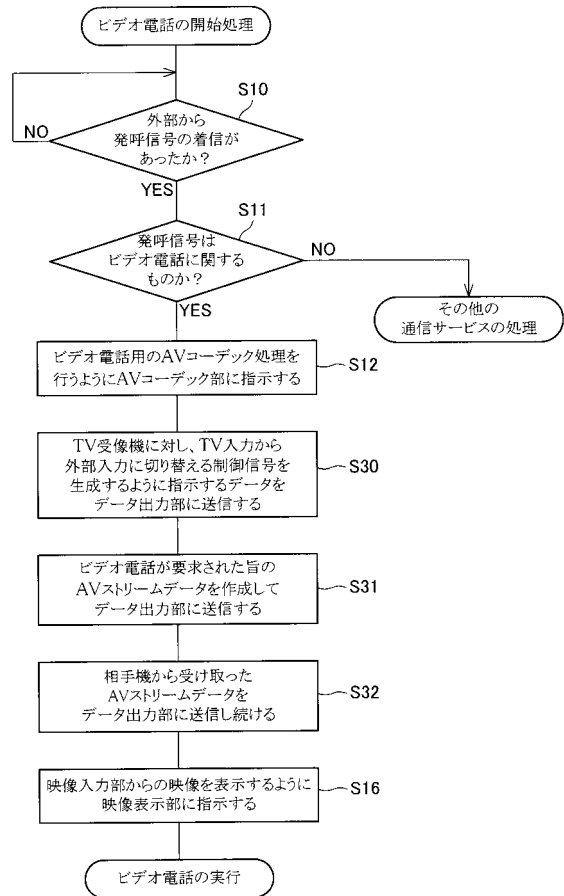 ビデオ電話の開始処理
S10
外部から
発呼信号の着信が
あったか？
NO
YES
S11
発呼信号は
ビデオ電話に関する
ものか？
NO
YES
その他の
通信サービスの処理
ビデオ電話用のAVコーデック処理を
行うようにAVコーデック部に指示する
S12
TV受像機に対し、TV入力から
外部入力に切り替える制御信号を
生成するように指示するデータを
データ出力部に送信する
S30
ビデオ電話が要求された旨の
AVストリームデータを作成して
データ出力部に送信する
S31
相手機から受け取った
AVストリームデータを
データ出力部に送信し続ける
S32
映像入力部からの映像を表示するように
映像表示部に指示する
S16
ビデオ電話の実行